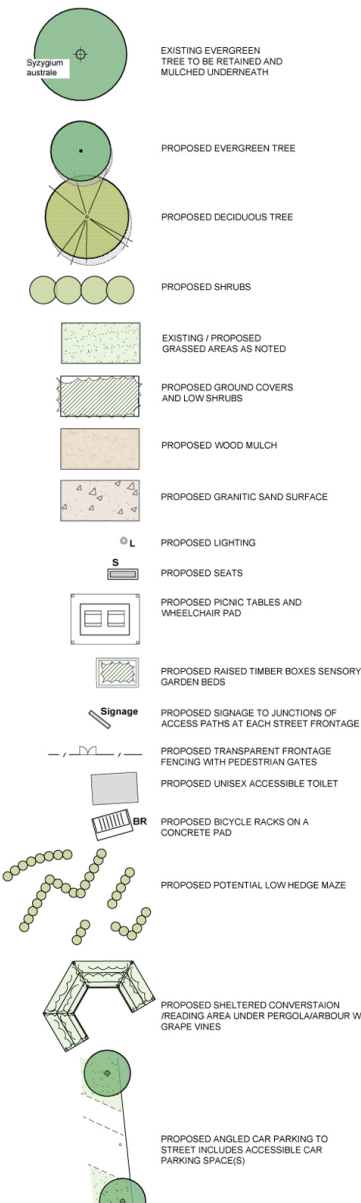 Syzygium
australe
EXISTING EVERGREEN
TREE TO BE RETAINED AND
MULCHED UNDERNEATH
PROPOSED EVERGREEN TREE
PROPOSED DECIDUOUS TREE
PROPOSED SHRUBS
EXISTING / PROPOSED
GRASSED AREAS AS NOTED
PROPOSED GROUND COVERS
AND LOW SHRUBS
PROPOSED WOOD MULCH
PROPOSED GRANITIC SAND SURFACE
L PROPOSED LIGHTING
S
PROPOSED SEATS
PROPOSED PICNIC TABLES AND
WHEELCHAIR PAD
PROPOSED RAISED TIMBER BOXES SENSORY
GARDEN BEDS
Signage
PROPOSED SIGNAGE TO JUNCTIONS OF
ACCESS PATHS AT EACH STREET FRONTAGE
PROPOSED TRANSPARENT FRONTAGE
FENCING WITH PEDESTRIAN GATES
PROPOSED UNISEX ACCESSIBLE TOILET
BR
PROPOSED BICYCLE RACKS ON A
CONCRETE PAD
PROPOSED POTENTIAL LOW HEDGE MAZE
PROPOSED SHELTERED CONVERSTAION
/READING AREA UNDER PERGOLA/ARBOUR W
GRAPE VINES
PROPOSED ANGLED CAR PARKING TO
STREET INCLUDES ACCESSIBLE CAR
PARKING SPACE(S)